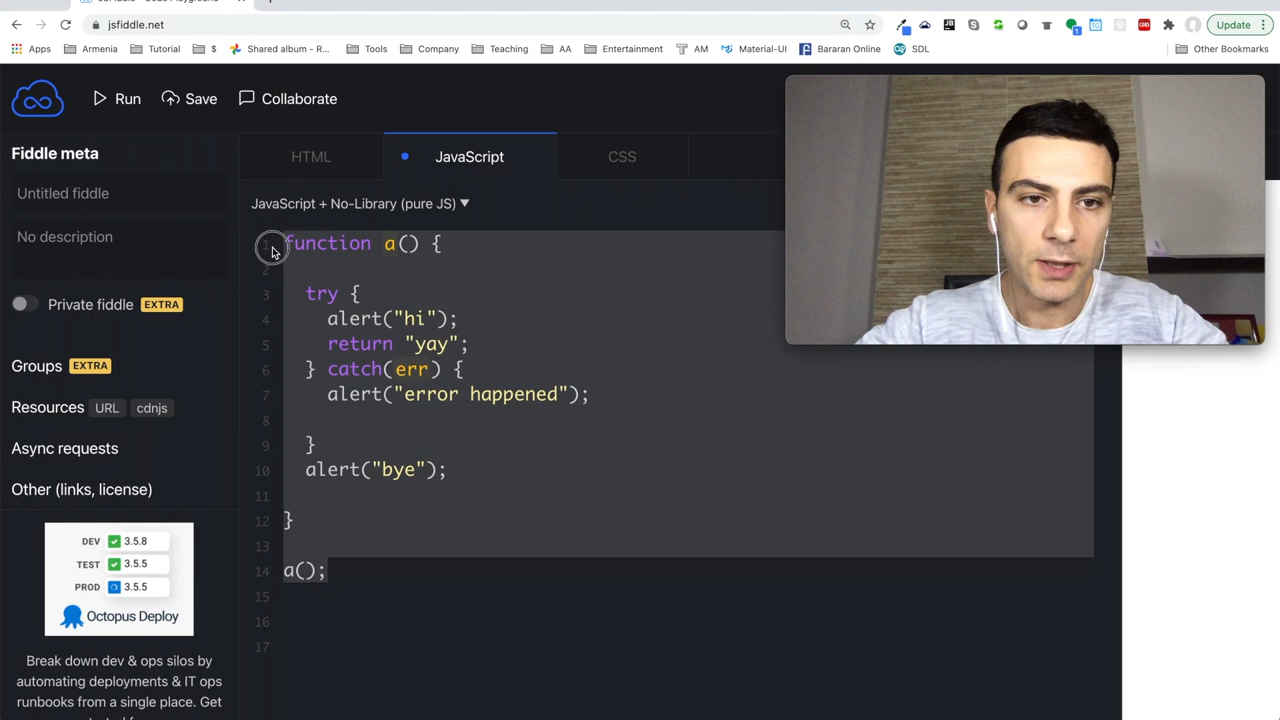 jsfiddle.net
Update
Apps
Armenia
Tutorial
$
Shared album - R...
Tools
Company
Teaching
AA
Entertainment
AM
Material-UI
Bararan Online
SDL
Other Bookmarks
Run
Save
Collaborate
Fiddle meta
Untitled fiddle
No description
Private fiddle EXTRA
Groups EXTRA
Resources URL cdnjs
Async requests
Other (links, license)
DEV 3.5.8
TEST 3.5.5
PROD 3.5.5
Octopus Deploy
Break down dev & ops silos by
automating deployments & IT ops
runbooks from a single place. Get
HTML
JavaScript
CSS
JavaScript + No-Library (pure JS) ▼
1 function a() {
2
3 try {
4 alert("hi");
5 return "yay";
6 } catch(err) {
7 alert("error happened");
8
9 }
10 alert("bye");
11
12 }
13
14 a();
15
16
17